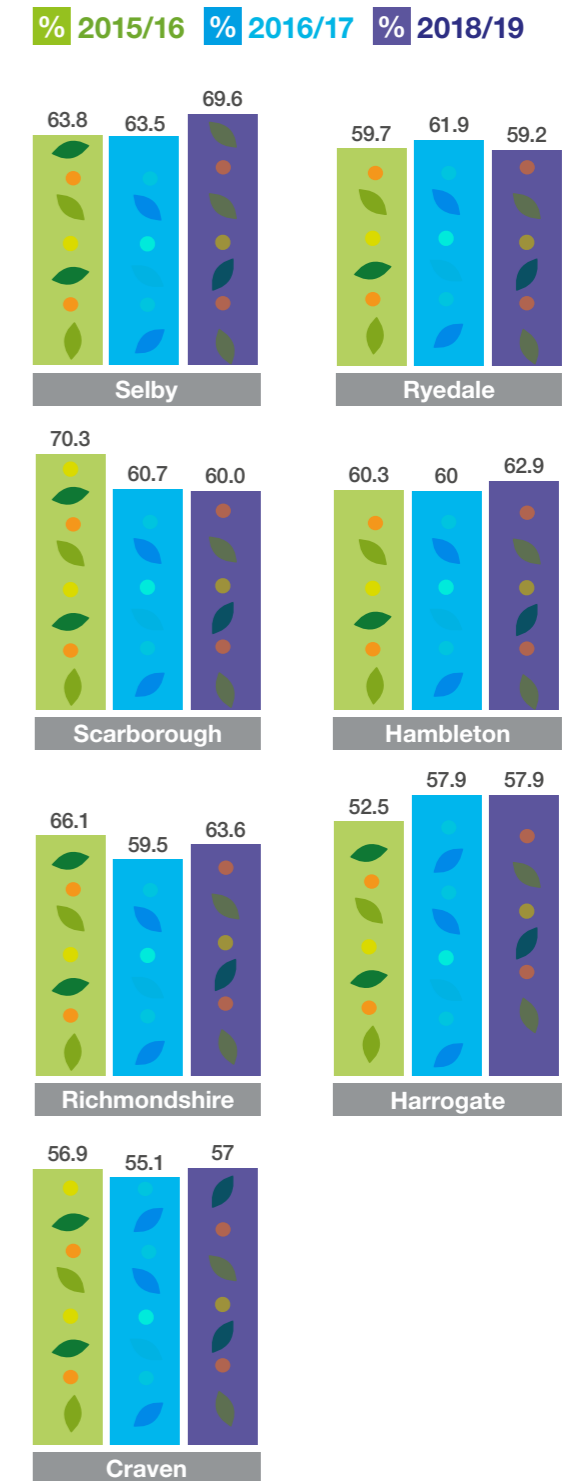 % 2015/16 % 2016/17 % 2018/19
63.8 63.5 69.6
Selby
59.7 61.9 59.2
Ryedale
70.3 60.7 60.0
Scarborough
60.3 60 62.9
Hambleton
66.1 59.5 63.6
Richmondshire
52.5 57.9 57.9
Harrogate
56.9 55.1 57
Craven